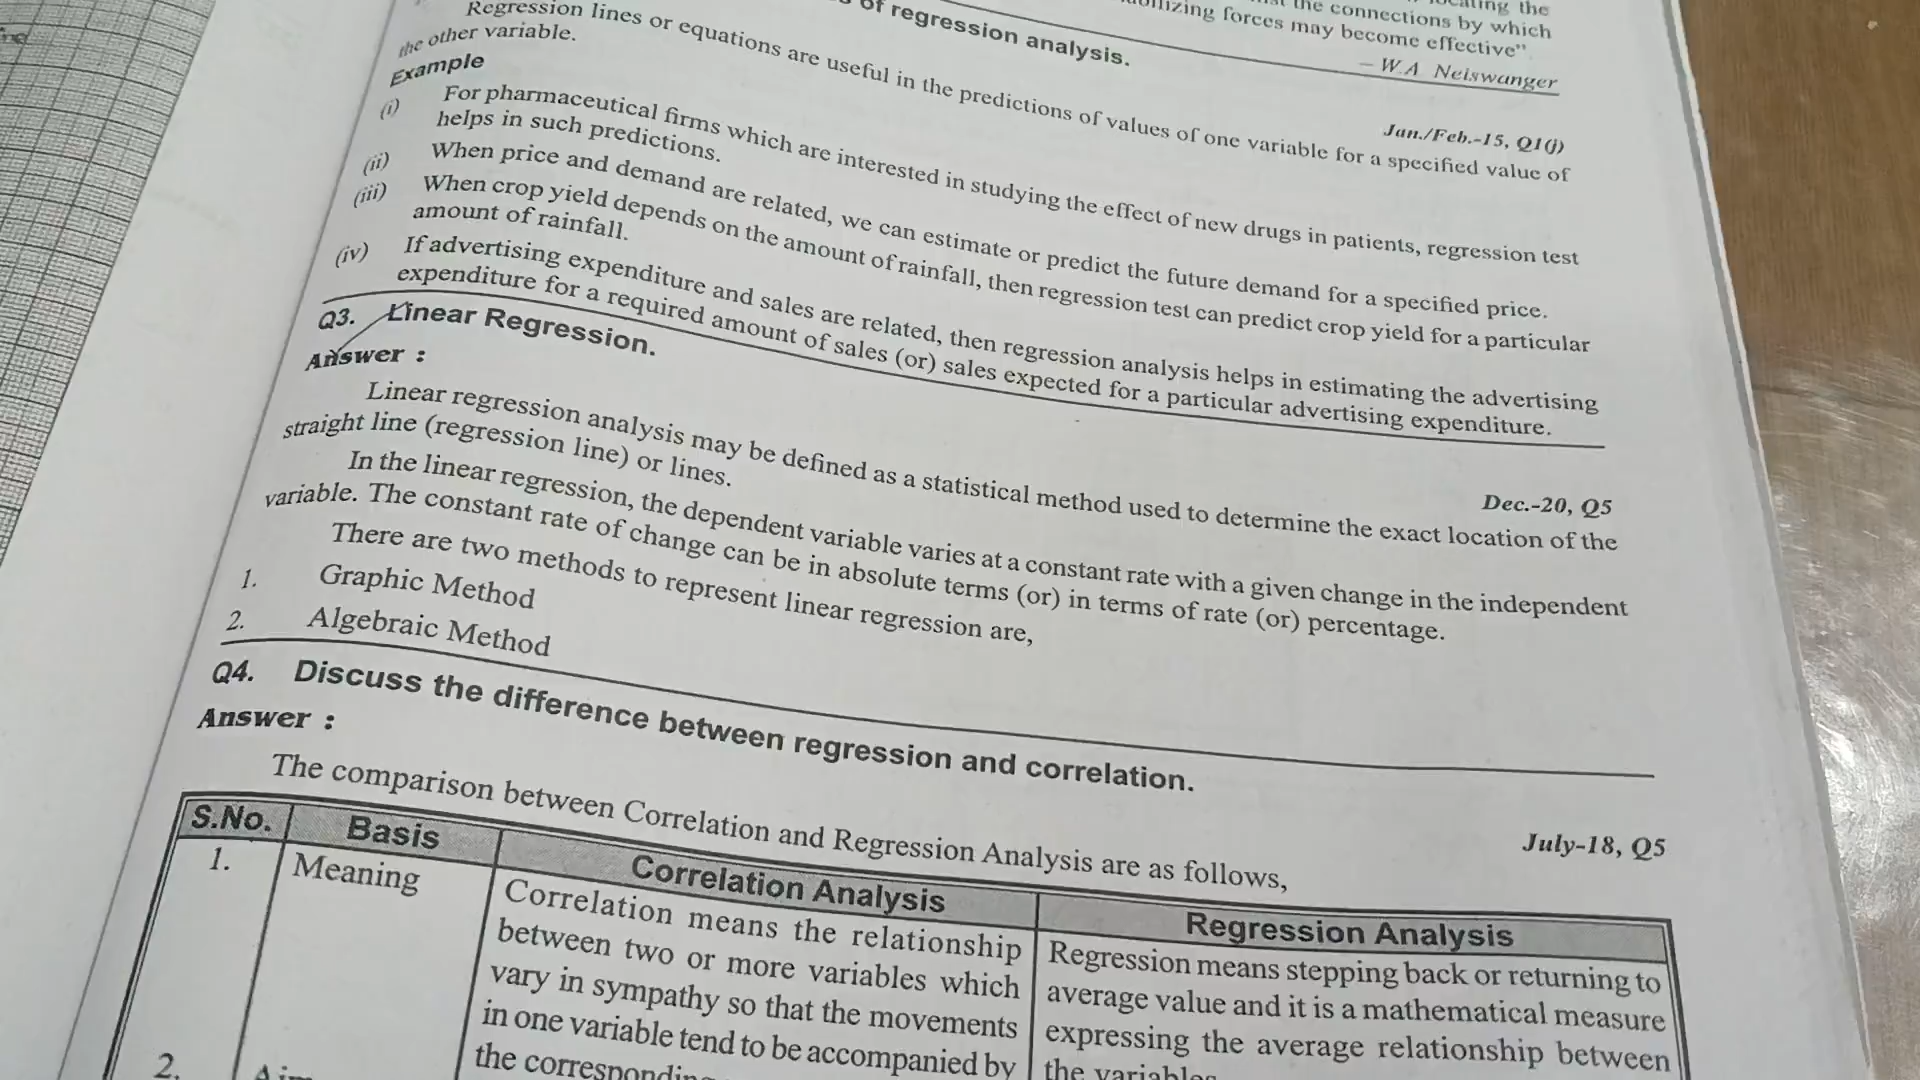 the connections by which
forces may become effective"
– W.A Neiswanger
of regression analysis.
Jan./Feb.-15, Q1(j)
Regression lines or equations are useful in the predictions of values of one variable for a specified value of
the other variable.
Example
(i) For pharmaceutical firms which are interested in studying the effect of new drugs in patients, regression test
helps in such predictions.
(ii) When price and demand are related, we can estimate or predict the future demand for a specified price.
(iii) When crop yield depends on the amount of rainfall, then regression test can predict crop yield for a particular
amount of rainfall.
(iv) If advertising expenditure and sales are related, then regression analysis helps in estimating the advertising
expenditure for a required amount of sales (or) sales expected for a particular advertising expenditure.
Q3. Linear Regression.
Answer :
Dec.-20, Q5
Linear regression analysis may be defined as a statistical method used to determine the exact location of the
straight line (regression line) or lines.
In the linear regression, the dependent variable varies at a constant rate with a given change in the independent
variable. The constant rate of change can be in absolute terms (or) in terms of rate (or) percentage.
There are two methods to represent linear regression are,
1. Graphic Method
2. Algebraic Method
Q4. Discuss the difference between regression and correlation.
Answer :
July-18, Q5
The comparison between Correlation and Regression Analysis are as follows,
S.No. Basis Correlation Analysis Regression Analysis
1. Meaning
Correlation means the relationship
between two or more variables which
vary in sympathy so that the movements
in one variable tend to be accompanied by
the
Regression means stepping back or returning to
average value and it is a mathematical measure
expressing the average relationship between
the variables
2.